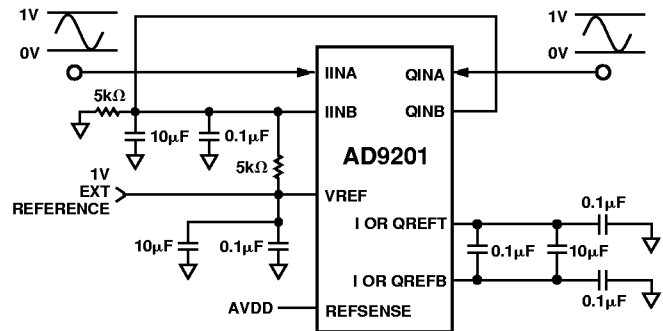 1V
0V
1V
0V
IINA
QINA
5kΩ
IINB
QINB
10µF
0.1µF
5kΩ
AD9201
1V
EXT
REFERENCE
VREF
10µF
0.1µF
I OR QREFT
0.1µF
0.1µF
10µF
I OR QREFB
0.1µF
AVDD
REFSENSE